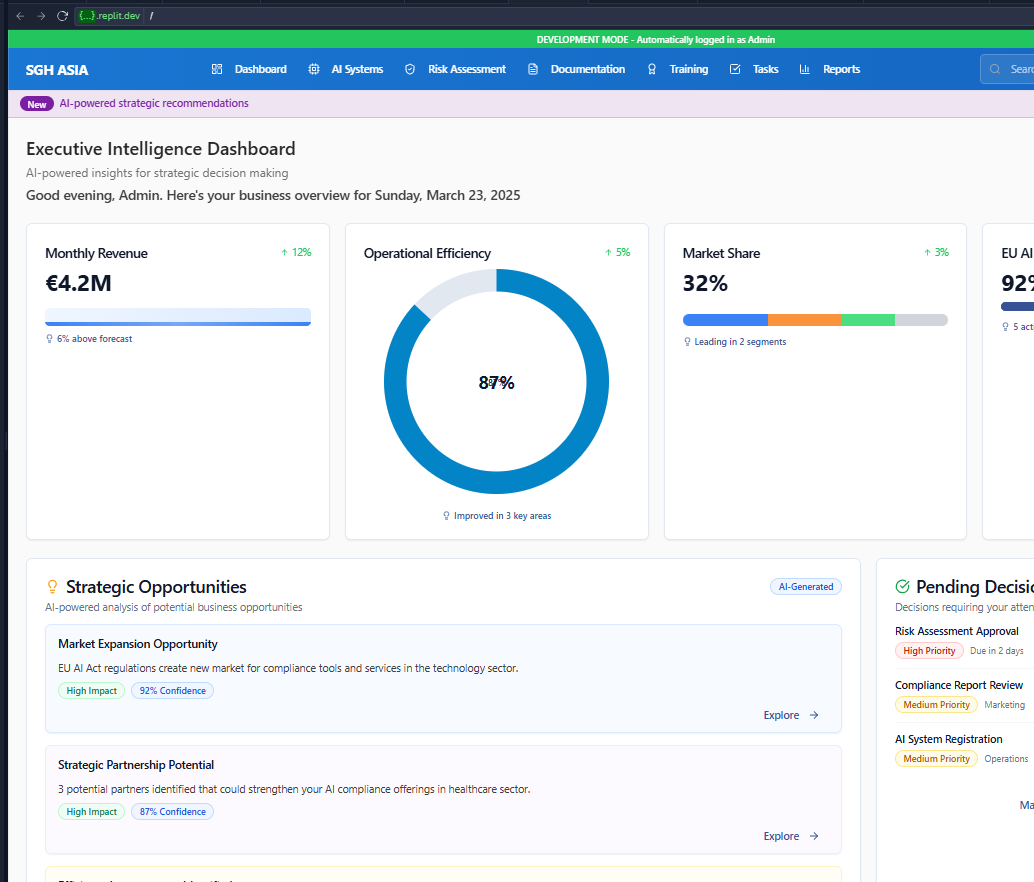 {...}.replit.dev /
DEVELOPMENT MODE - Automatically logged in as Admin
SGH ASIA
Dashboard
AI Systems
Risk Assessment
Documentation
Training
Tasks
Reports
Sear
New AI-powered strategic recommendations
Executive Intelligence Dashboard
AI-powered insights for strategic decision making
Good evening, Admin. Here's your business overview for Sunday, March 23, 2025
Monthly Revenue ↑ 12%
€4.2M
6% above forecast
Operational Efficiency ↑ 5%
87%
Improved in 3 key areas
Market Share ↑ 3%
32%
Leading in 2 segments
EU AI
92%
5 act
Strategic Opportunities
AI-Generated
AI-powered analysis of potential business opportunities
Market Expansion Opportunity
EU AI Act regulations create new market for compliance tools and services in the technology sector.
High Impact 92% Confidence
Explore →
Strategic Partnership Potential
3 potential partners identified that could strengthen your AI compliance offerings in healthcare sector.
High Impact 87% Confidence
Explore →
Pending Decisio
Decisions requiring your atten
Risk Assessment Approval
High Priority Due in 2 days
Compliance Report Review
Medium Priority Marketing
AI System Registration
Medium Priority Operations
Ma